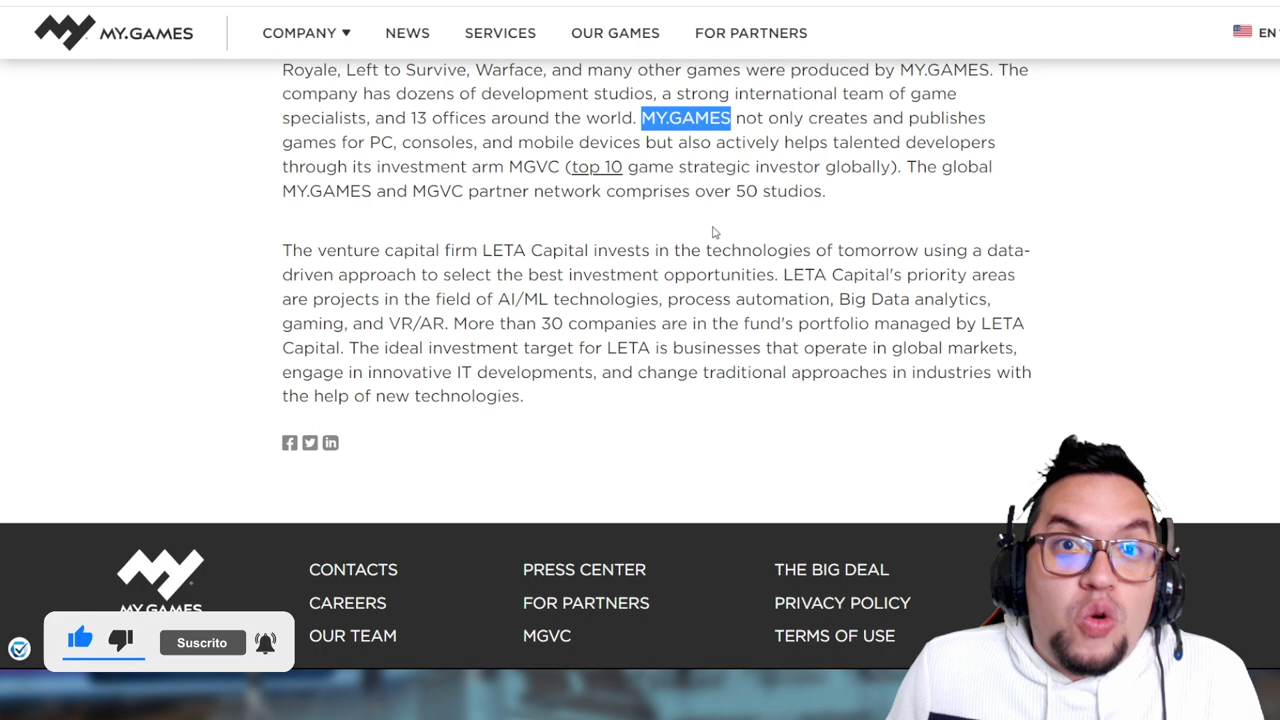 MY.GAMES
COMPANY ▼
NEWS
SERVICES
OUR GAMES
FOR PARTNERS
EN
Royale, Left to Survive, Warface, and many other games were produced by MY.GAMES. The
company has dozens of development studios, a strong international team of game
specialists, and 13 offices around the world. MY.GAMES not only creates and publishes
games for PC, consoles, and mobile devices but also actively helps talented developers
through its investment arm MGVC (top 10 game strategic investor globally). The global
MY.GAMES and MGVC partner network comprises over 50 studios.
The venture capital firm LETA Capital invests in the technologies of tomorrow using a data-
driven approach to select the best investment opportunities. LETA Capital's priority areas
are projects in the field of AI/ML technologies, process automation, Big Data analytics,
gaming, and VR/AR. More than 30 companies are in the fund's portfolio managed by LETA
Capital. The ideal investment target for LETA is businesses that operate in global markets,
engage in innovative IT developments, and change traditional approaches in industries with
the help of new technologies.
MY.GAMES
CONTACTS
CAREERS
OUR TEAM
PRESS CENTER
FOR PARTNERS
MGVC
THE BIG DEAL
PRIVACY POLICY
TERMS OF USE
Suscrito